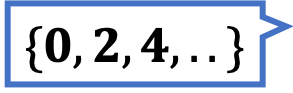 {0, 2, 4, . . }